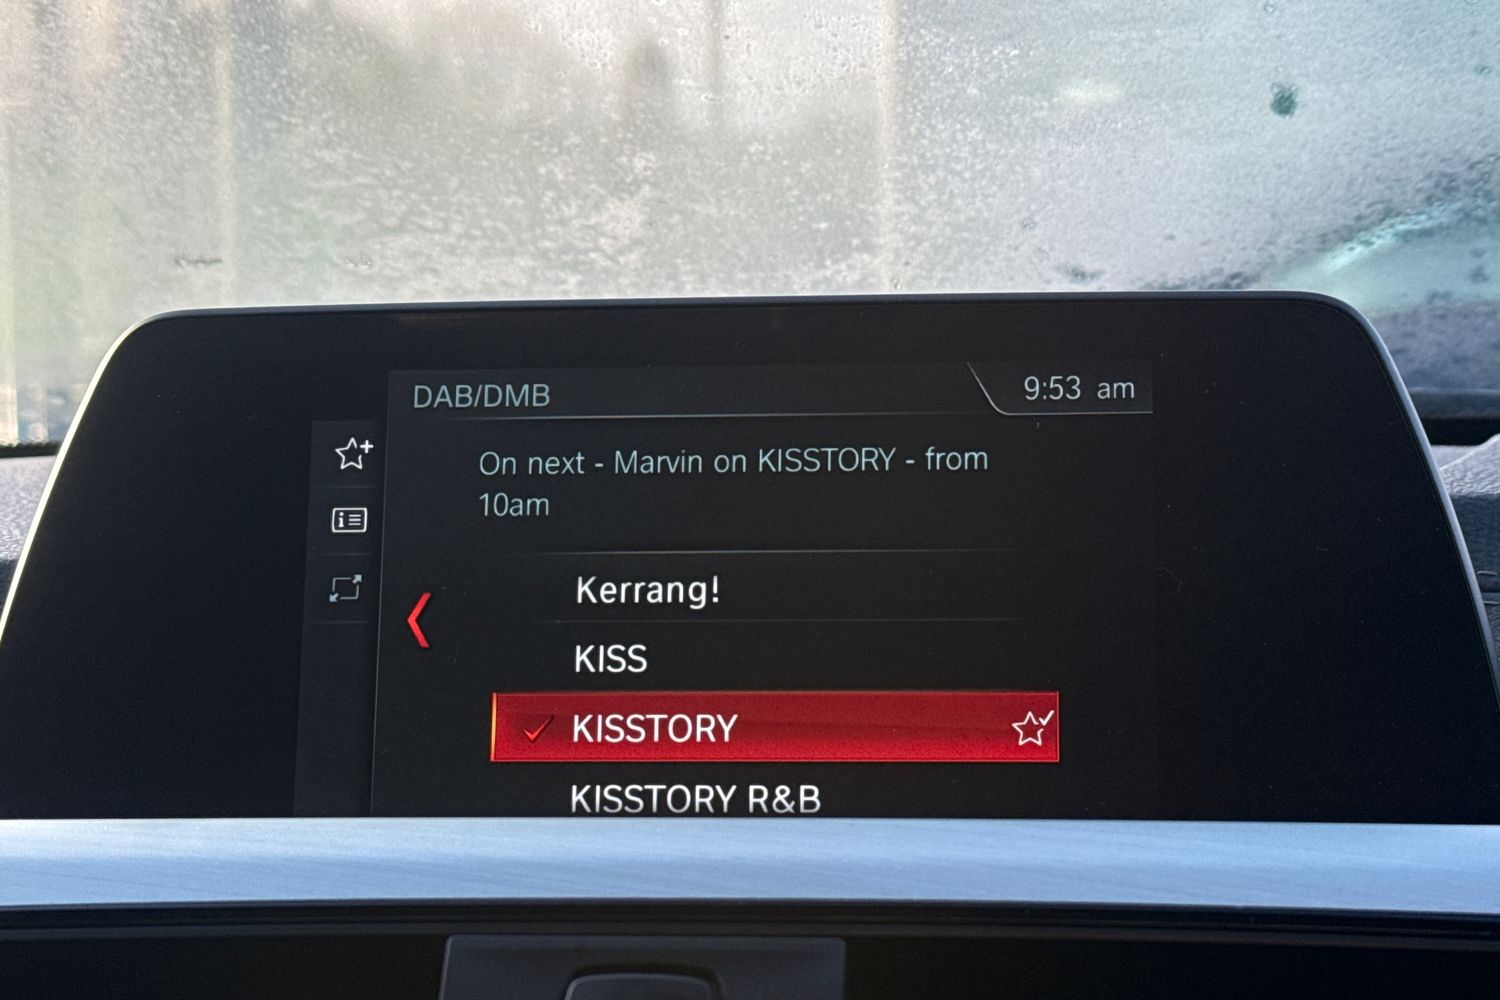 DAB/DMB
9:53 am
On next - Marvin on KISSTORY - from
10am
Kerrang!
KISS
KISSTORY
KISSTORY R&B